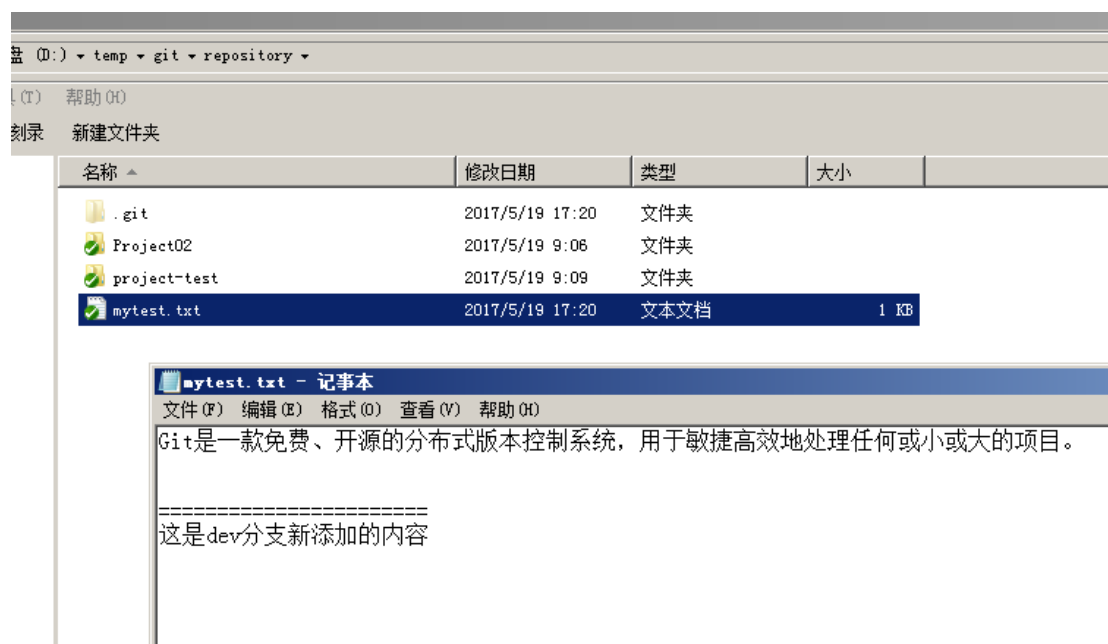 盘 (D:) ▾ temp ▾ git ▾ repository ▾
(T) 帮助(H)
刻录 新建文件夹
名称 修改日期 类型 大小
.git 2017/5/19 17:20 文件夹
Project02 2017/5/19 9:06 文件夹
project-test 2017/5/19 9:09 文件夹
mytest.txt 2017/5/19 17:20 文本文档 1 KB
mytest.txt - 记事本
文件(F) 编辑(E) 格式(O) 查看(V) 帮助(H)
Git是一款免费、开源的分布式版本控制系统，用于敏捷高效地处理任何或小或大的项目。
=======================
这是dev分支新添加的内容